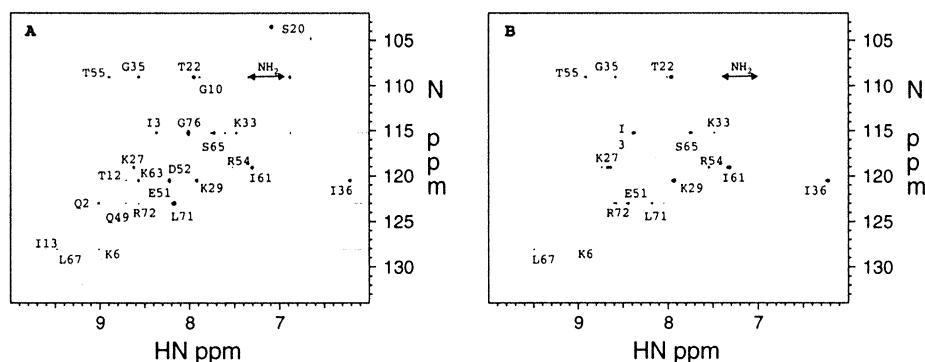 A
S20
105
T55 G35 T22 NH2
G10
110
I3 G76 K33
115
S65
K27 K63 D52 R54
T12 I61
120
E51 K29 I36
Q2 Q49 R72 L71
125
I13 L67 K6
130
9 8 7
HN ppm
N ppm
B
105
T55 G35 T22 NH2
110
K33
I3
115
S65
K27 R54
I61
120
E51 K29 I36
R72 L71
125
L67 K6
130
9 8 7
HN ppm
N ppm